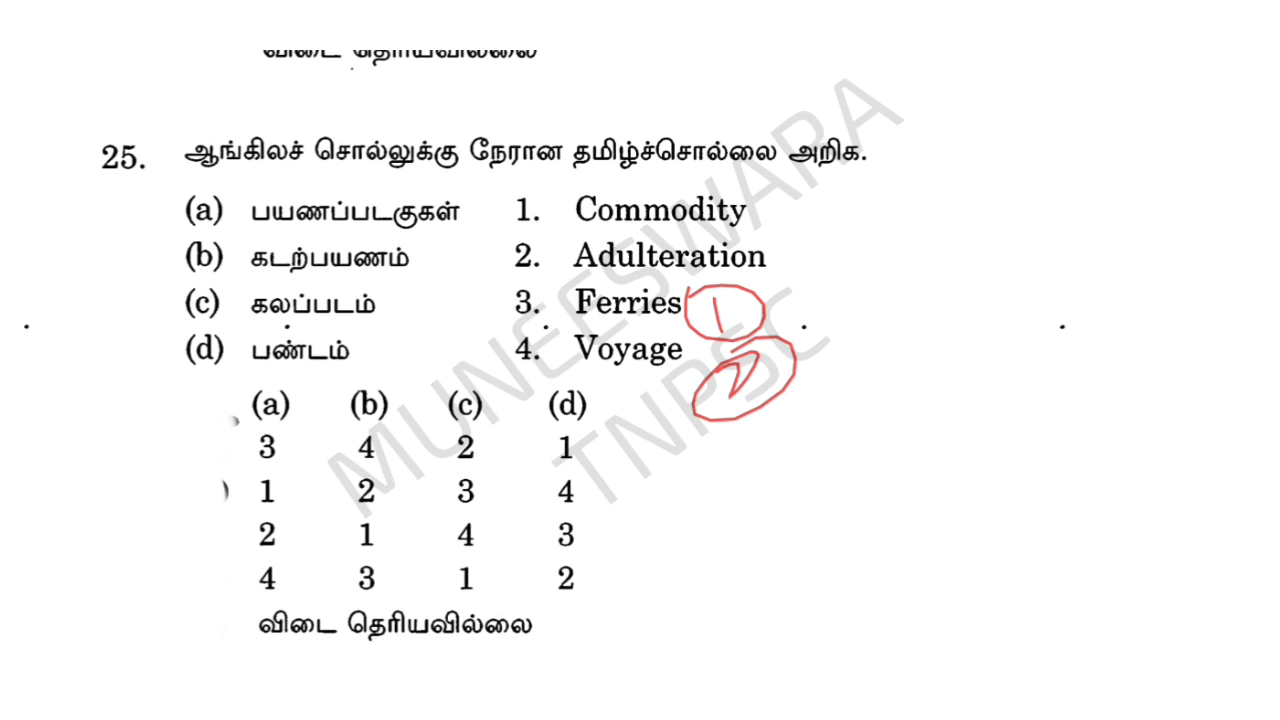 விடை தெரியவில்லை
25. ஆங்கிலச் சொல்லுக்கு நேரான தமிழ்ச்சொல்லை அறிக.
(a) பயணப்படகுகள் 1. Commodity
(b) கடற்பயணம் 2. Adulteration
(c) கலப்படம் 3. Ferries 1
(d) பண்டம் 4. Voyage 2
(a) (b) (c) (d)
3 4 2 1
) 1 2 3 4
2 1 4 3
4 3 1 2
விடை தெரியவில்லை
MUNEESWARA
TNPSC